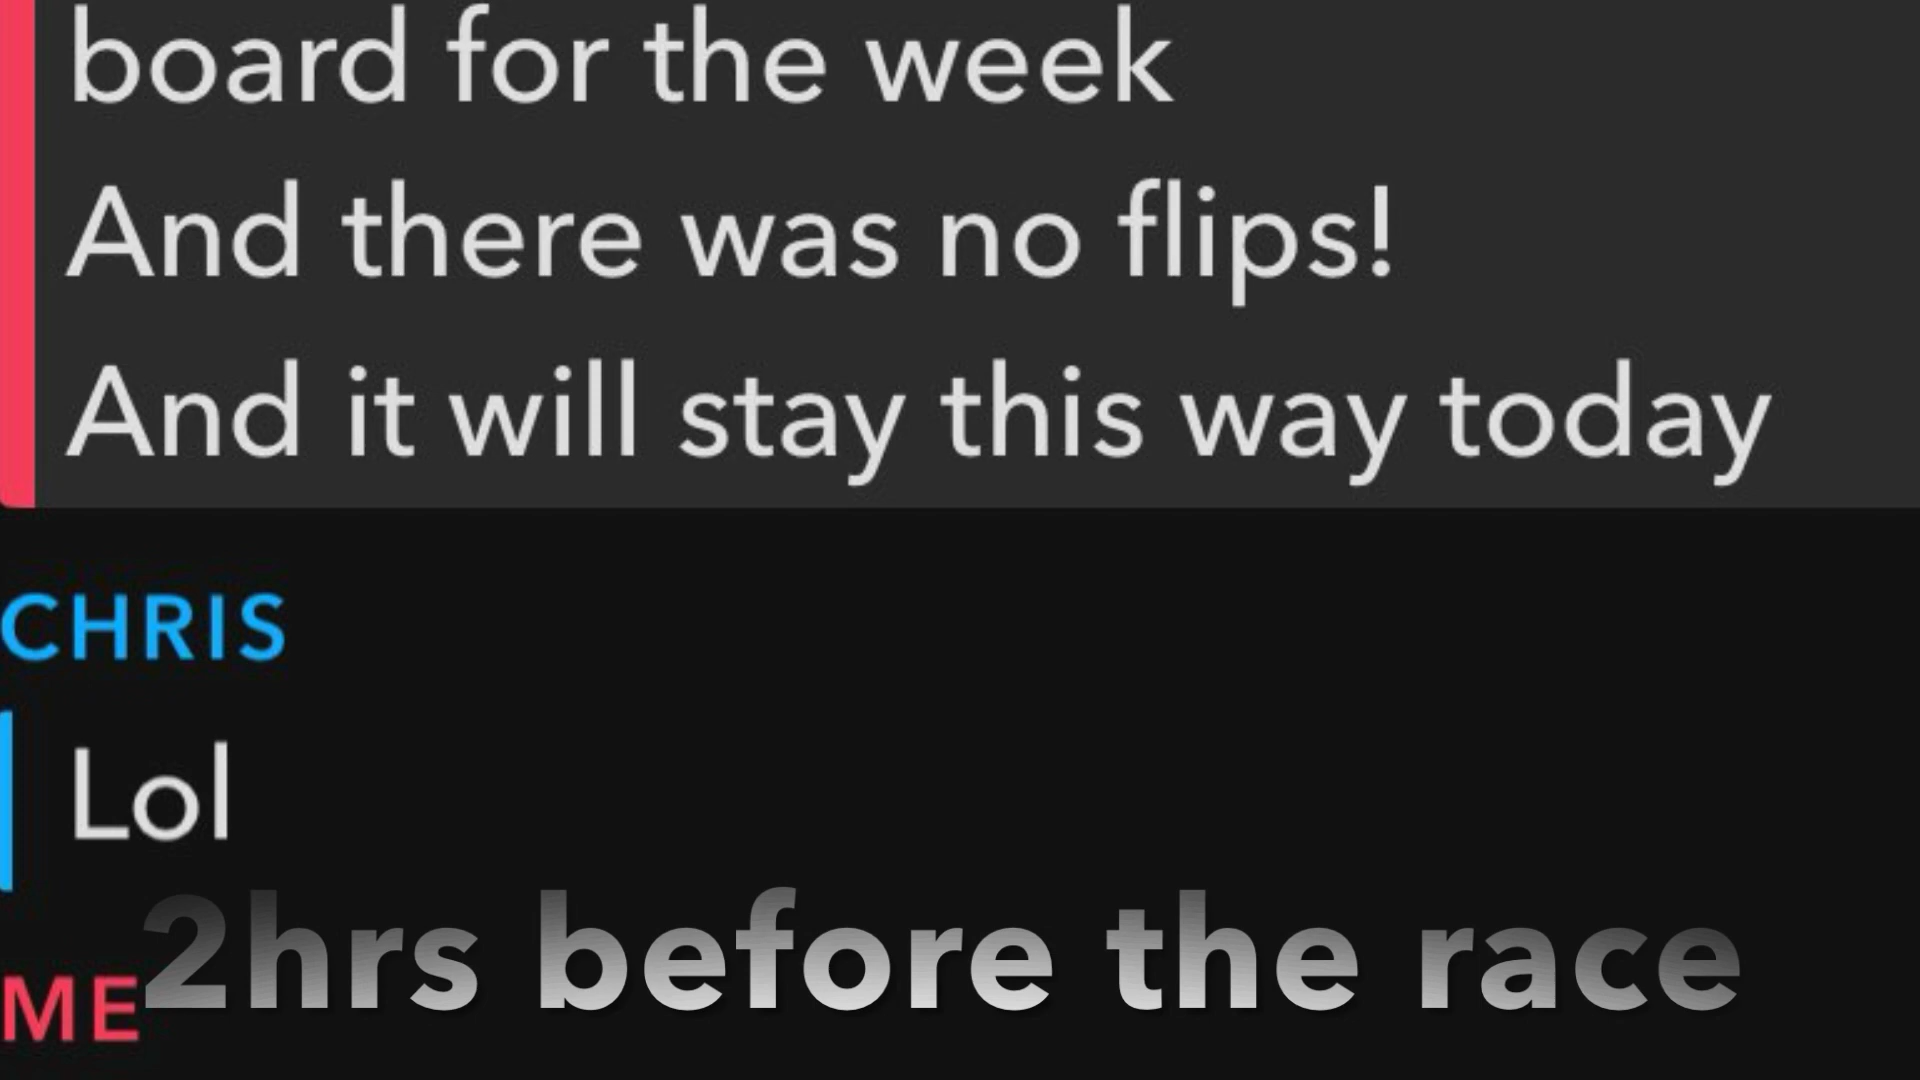 board for the week
And there was no flips!
And it will stay this way today
CHRIS
Lol
2hrs before the race
ME